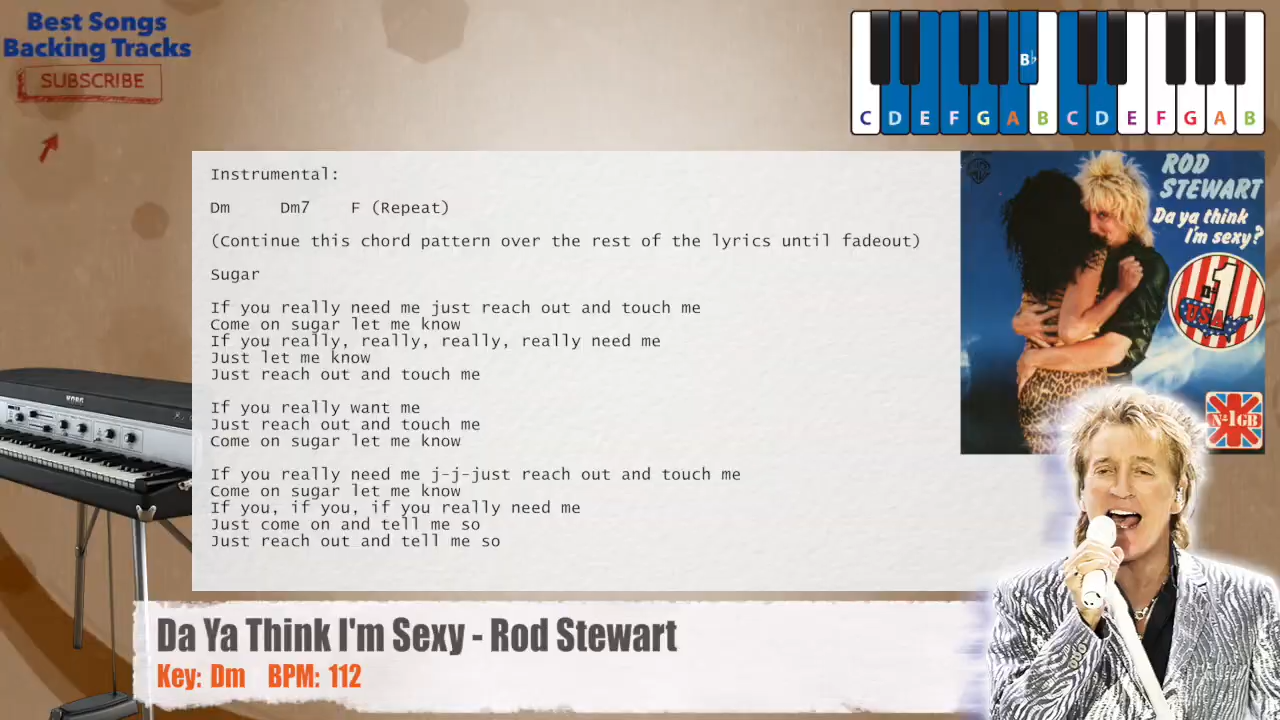 Best Songs
Backing Tracks
SUBSCRIBE
B♭
C D E F G A B C D E F G A B
Instrumental:
Dm Dm7 F (Repeat)
(Continue this chord pattern over the rest of the lyrics until fadeout)
Sugar
If you really need me just reach out and touch me
Come on sugar let me know
If you really, really, really, really need me
Just let me know
Just reach out and touch me
If you really want me
Just reach out and touch me
Come on sugar let me know
If you really need me j-j-just reach out and touch me
Come on sugar let me know
If you, if you, if you really need me
Just come on and tell me so
Just reach out and tell me so
ROD
STEWART
Da ya think
I'm sexy?
1
U.S.A.
Nº1GB
KORG
Da Ya Think I'm Sexy - Rod Stewart
Key: Dm BPM: 112